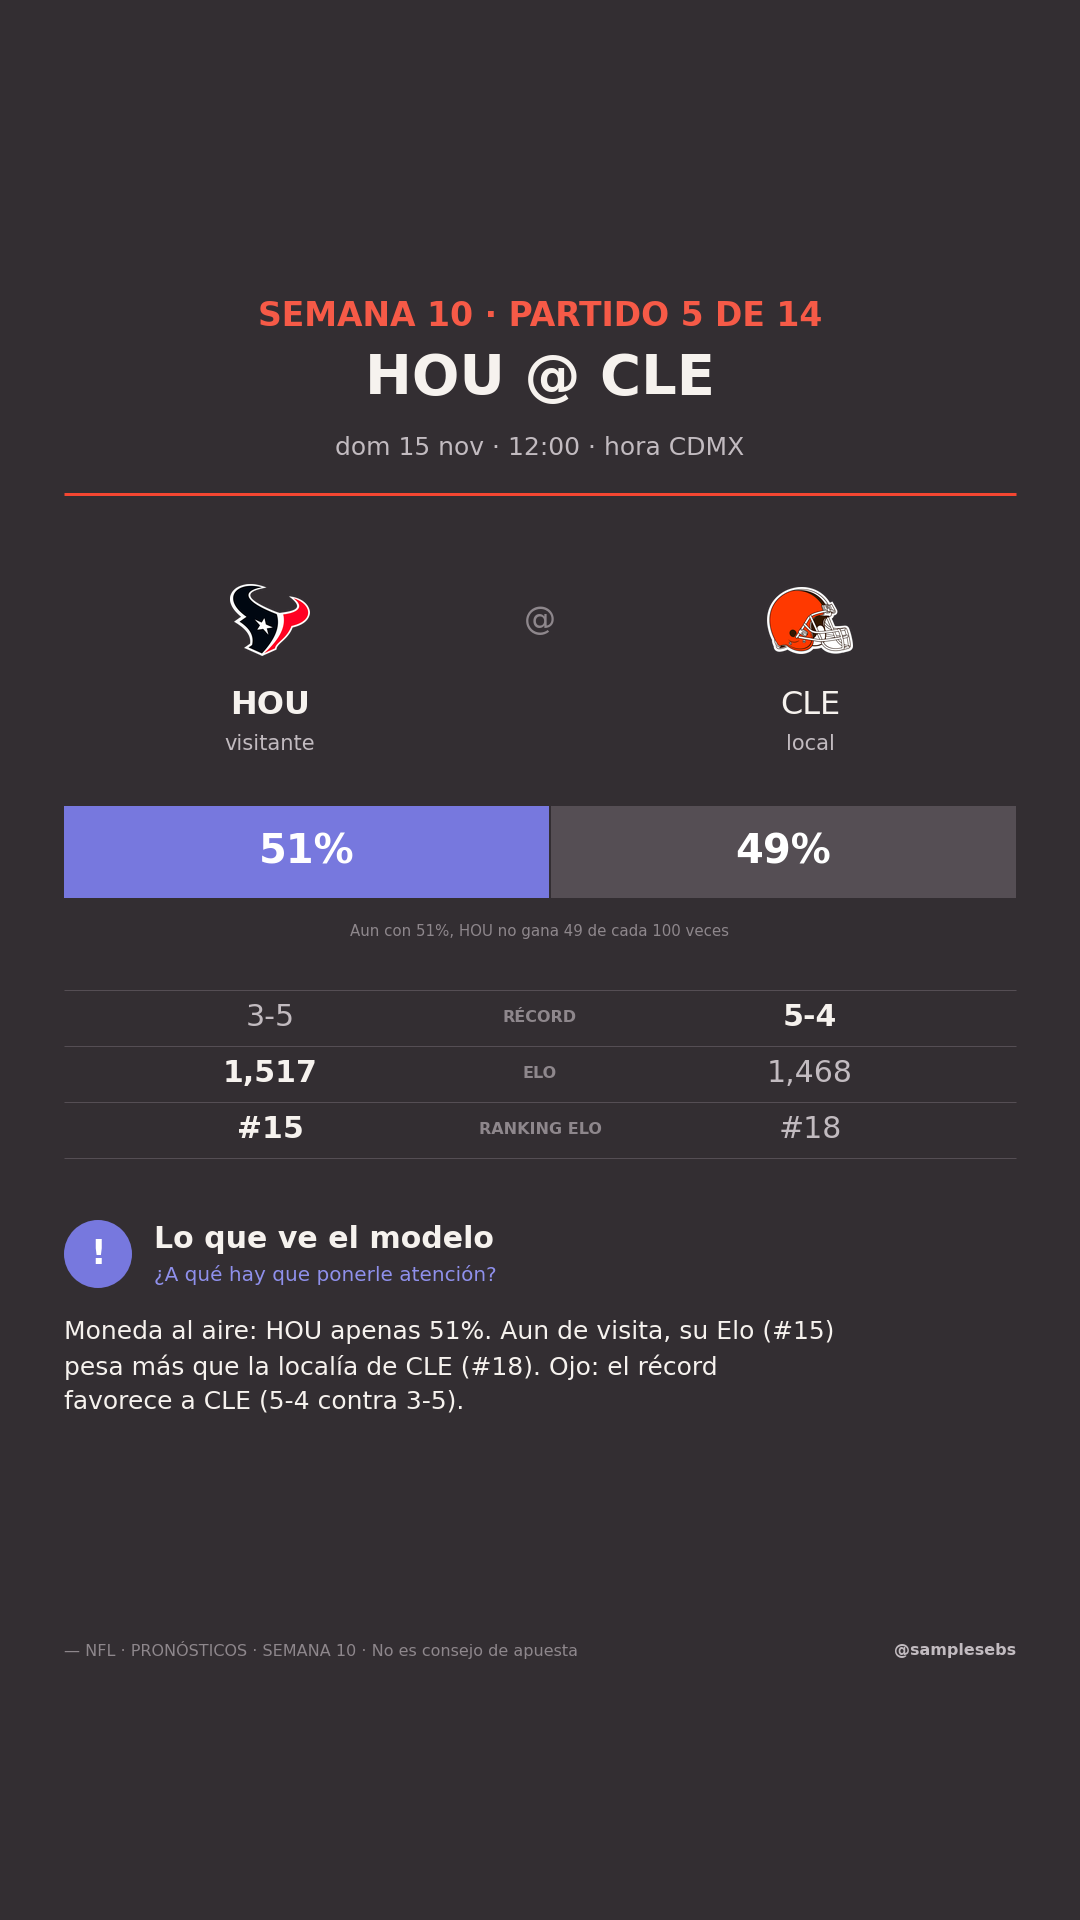 SEMANA 10 · PARTIDO 5 DE 14
HOU @ CLE
dom 15 nov · 12:00 · hora CDMX
@
HOU
CLE
visitante
local
51%
49%
Aun con 51%, HOU no gana 49 de cada 100 veces
3-5 RÉCORD 5-4
1,517 ELO 1,468
#15 RANKING ELO #18
!
Lo que ve el modelo
¿A qué hay que ponerle atención?
Moneda al aire: HOU apenas 51%. Aun de visita, su Elo (#15)
pesa más que la localía de CLE (#18). Ojo: el récord
favorece a CLE (5-4 contra 3-5).
— NFL · PRONÓSTICOS · SEMANA 10 · No es consejo de apuesta
@samplesebs